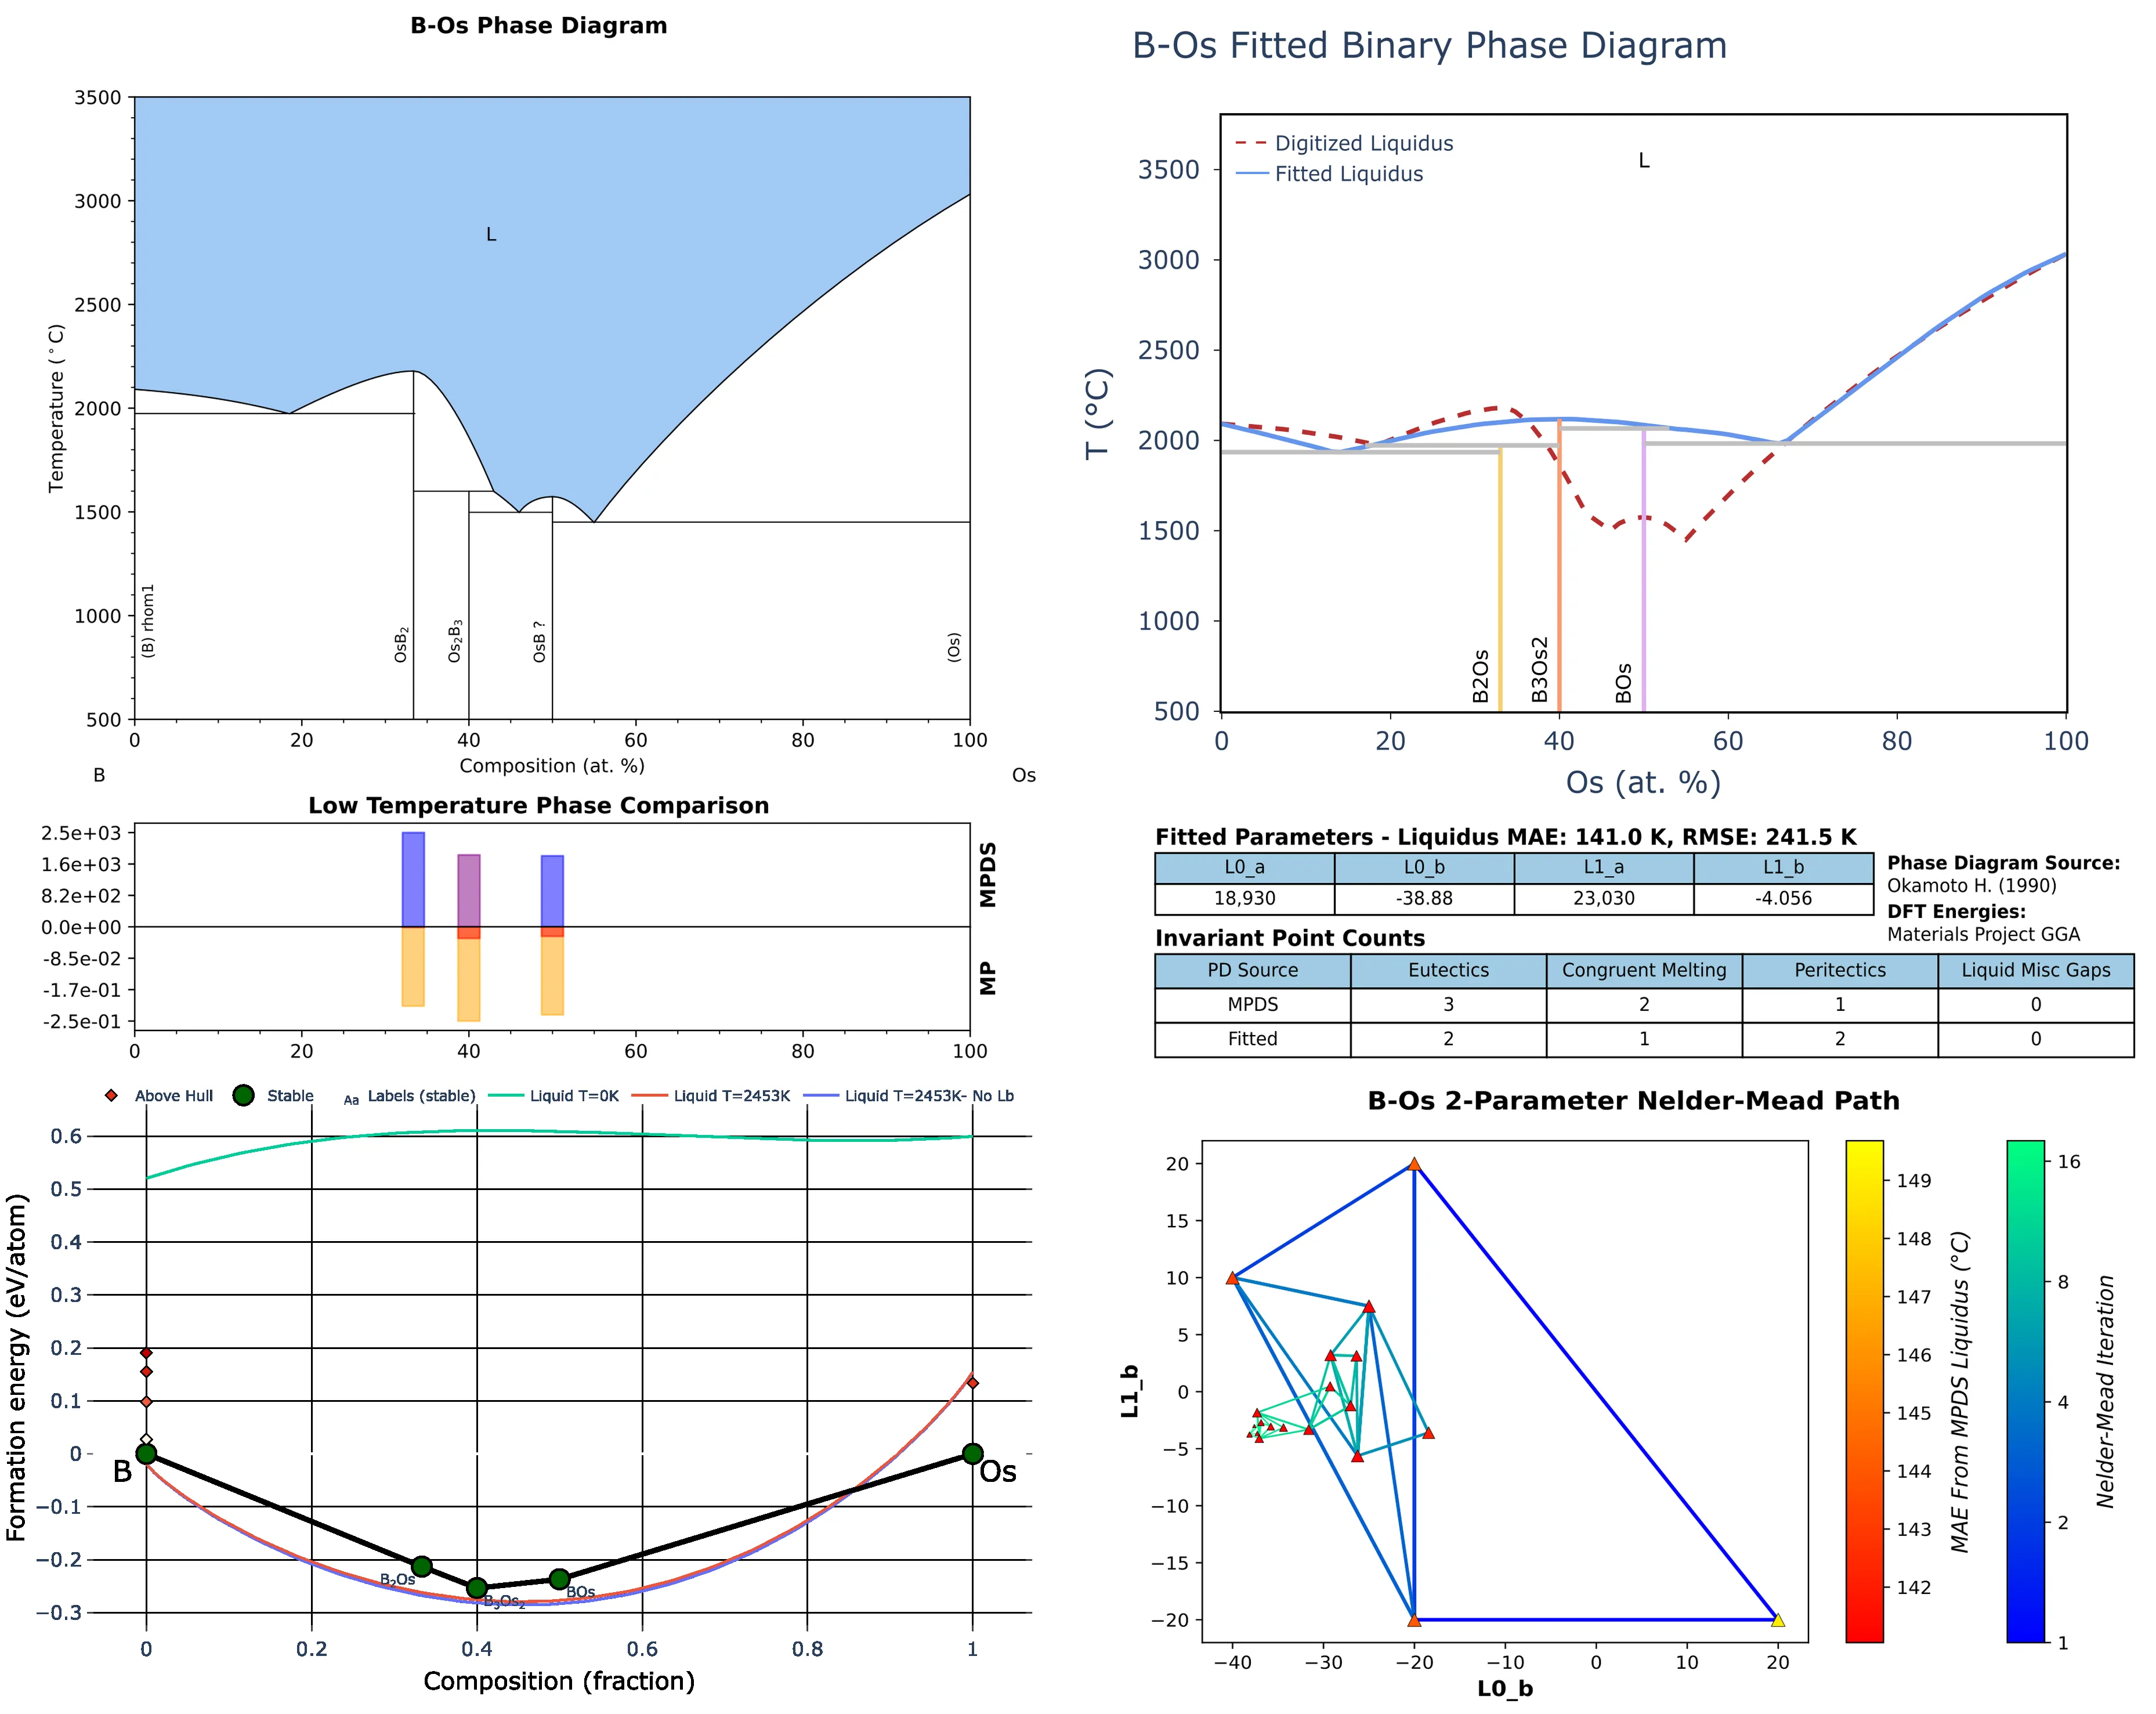 B-Os Phase Diagram
3500
3000
2500
2000
1500
1000
500
Temperature (°C)
L
(B) rhom1
OsB2
Os2B3
OsB ?
(Os)
0
20
40
60
80
100
Composition (at. %)
B
Os
B-Os Fitted Binary Phase Diagram
Digitized Liquidus
Fitted Liquidus
L
3500
3000
2500
2000
1500
1000
500
T (°C)
B2Os
B3Os2
BOs
0
20
40
60
80
100
Os (at. %)
Low Temperature Phase Comparison
2.5e+03
1.6e+03
8.2e+02
0.0e+00
-8.5e-02
-1.7e-01
-2.5e-01
MPDS
MP
0
20
40
60
80
100
Fitted Parameters - Liquidus MAE: 141.0 K, RMSE: 241.5 K
L0_a L0_b L1_a L1_b
18,930 -38.88 23,030 -4.056
Phase Diagram Source:
Okamoto H. (1990)
DFT Energies:
Materials Project GGA
Invariant Point Counts
PD Source Eutectics Congruent Melting Peritectics Liquid Misc Gaps
MPDS 3 2 1 0
Fitted 2 1 2 0
Above Hull
Stable
Aa Labels (stable)
Liquid T=0K
Liquid T=2453K
Liquid T=2453K- No Lb
0.6
0.5
0.4
0.3
0.2
0.1
0
−0.1
−0.2
−0.3
Formation energy (eV/atom)
B
B2Os
B3Os2
BOs
Os
0
0.2
0.4
0.6
0.8
1
Composition (fraction)
B-Os 2-Parameter Nelder-Mead Path
20
15
10
5
0
−5
−10
−15
−20
L1_b
−40
−30
−20
−10
0
10
20
L0_b
149
148
147
146
145
144
143
142
MAE From MPDS Liquidus (°C)
16
8
4
2
1
Nelder-Mead Iteration